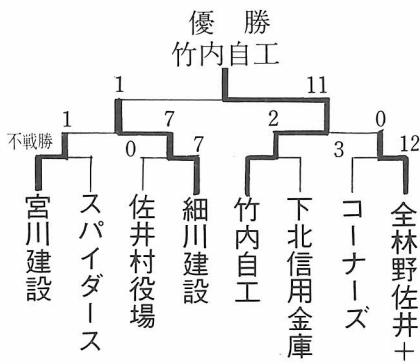 優勝
竹内自工
1 11
1 7 2 0
不戦勝 0 7 3 12
宮川建設
スパイダース
佐井村役場
細川建設
竹内自工
下北信用金庫
コーナーズ
全林野佐井＋